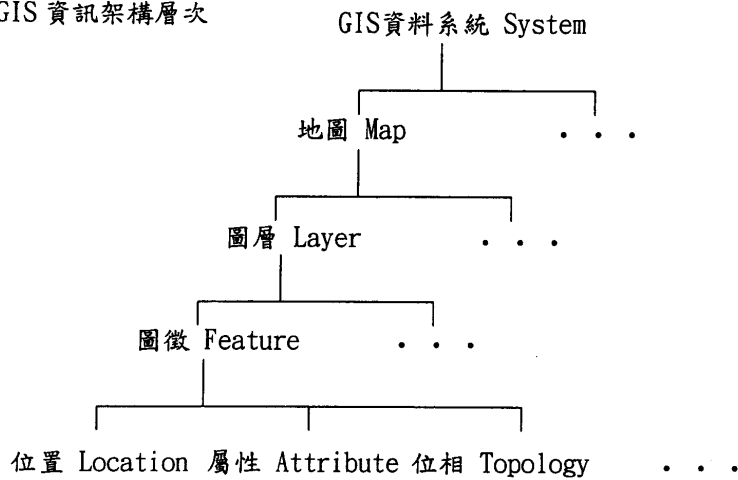 GIS 資訊架構層次
GIS資料系統 System
地圖 Map . . .
圖層 Layer . . .
圖徵 Feature . . .
位置 Location 屬性 Attribute 位相 Topology . . .